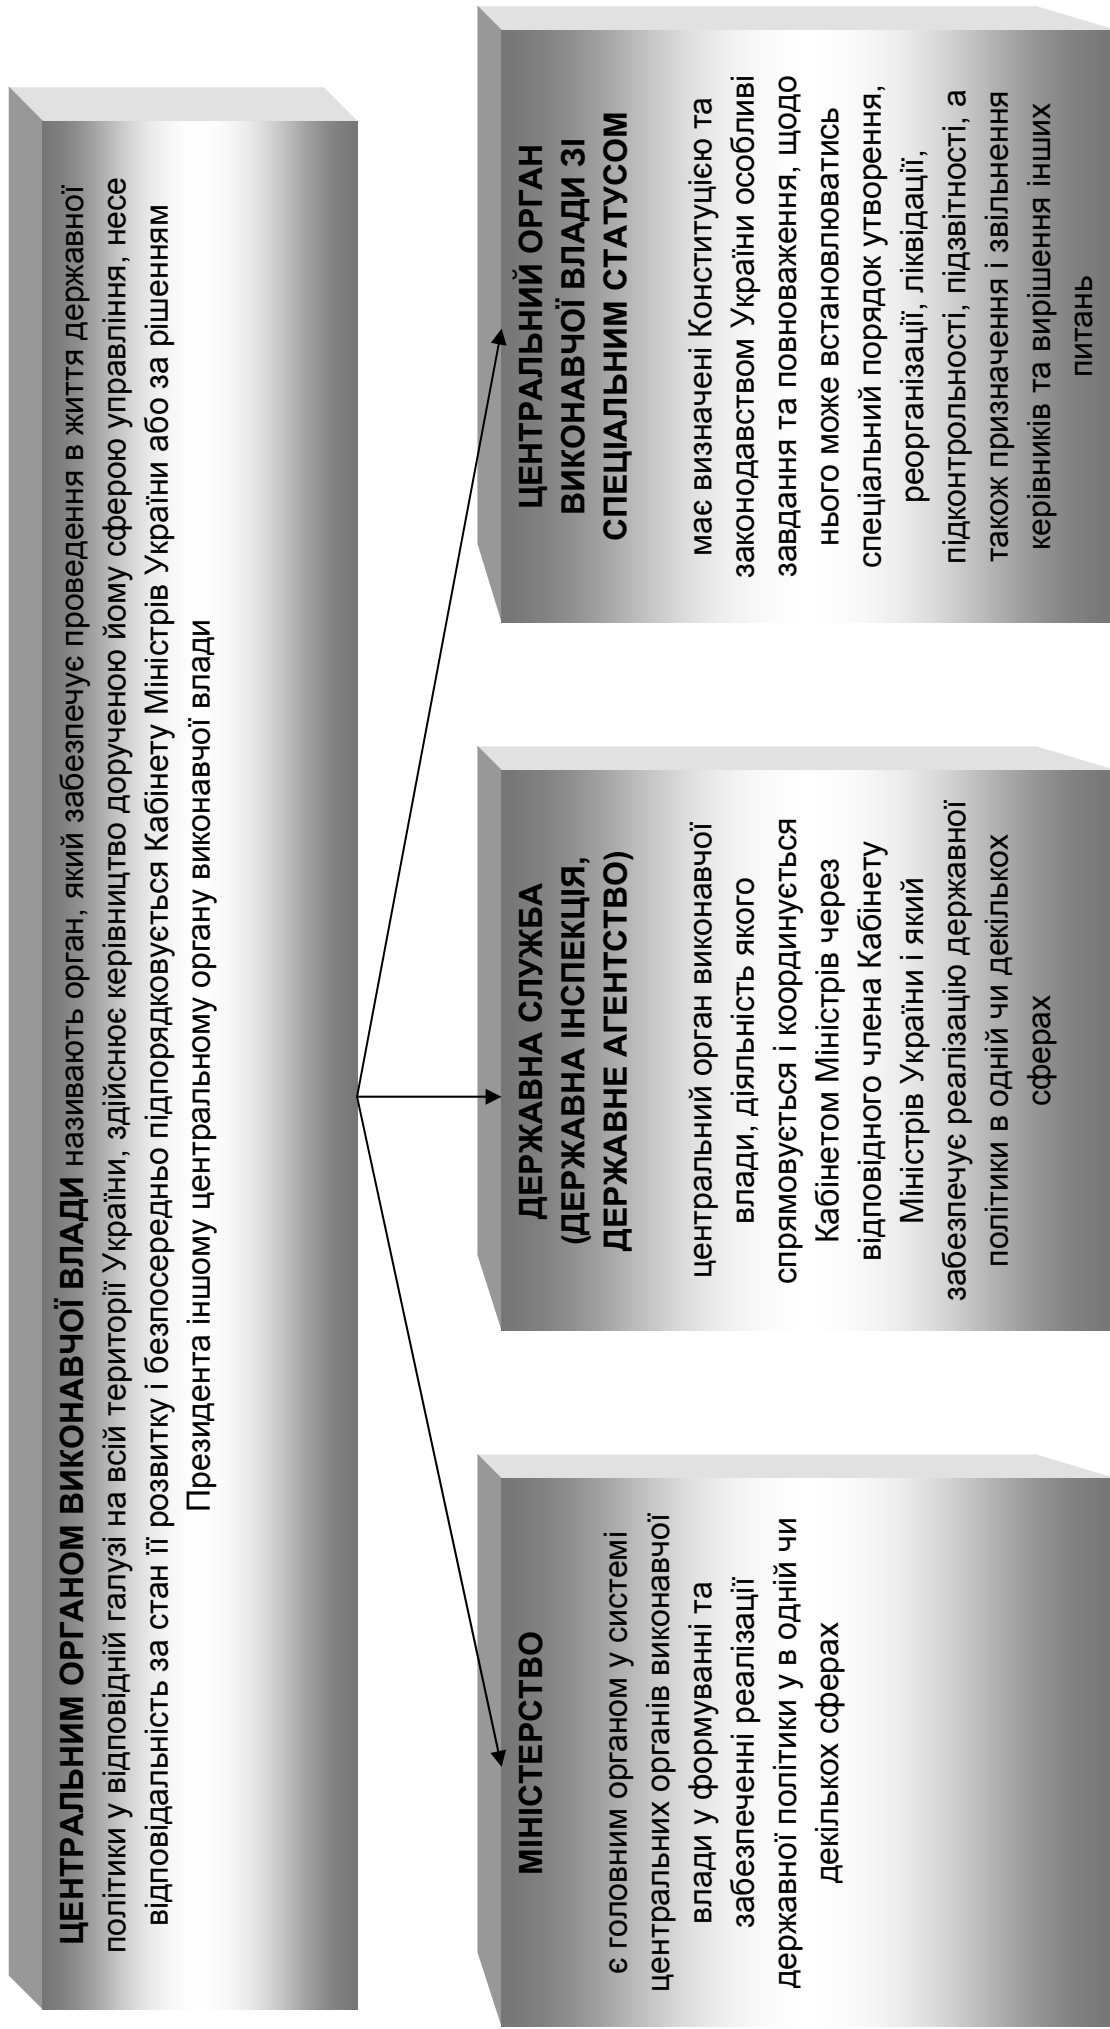 ЦЕНТРАЛЬНИМ ОРГАНОМ ВИКОНАВЧОЇ ВЛАДИ називають орган, який забезпечує проведення в життя державної
політики у відповідній галузі на всій території України, здійснює керівництво дорученою йому сферою управління, несе
відповідальність за стан її розвитку і безпосередньо підпорядковується Кабінету Міністрів України або за рішенням
Президента іншому центральному органу виконавчої влади
МІНІСТЕРСТВО
є головним органом у системі
центральних органів виконавчої
влади у формуванні та
забезпеченні реалізації
державної політики у в одній чи
декількох сферах
ДЕРЖАВНА СЛУЖБА
(ДЕРЖАВНА ІНСПЕКЦІЯ,
ДЕРЖАВНЕ АГЕНТСТВО)
центральний орган виконавчої
влади, діяльність якого
спрямовується і координується
Кабінетом Міністрів через
відповідного члена Кабінету
Міністрів України і який
забезпечує реалізацію державної
політики в одній чи декількох
сферах
ЦЕНТРАЛЬНИЙ ОРГАН
ВИКОНАВЧОЇ ВЛАДИ ЗІ
СПЕЦІАЛЬНИМ СТАТУСОМ
має визначені Конституцією та
законодавством України особливі
завдання та повноваження, щодо
нього може встановлюватись
спеціальний порядок утворення,
реорганізації, ліквідації,
підконтрольності, підзвітності, а
також призначення і звільнення
керівників та вирішення інших
питань